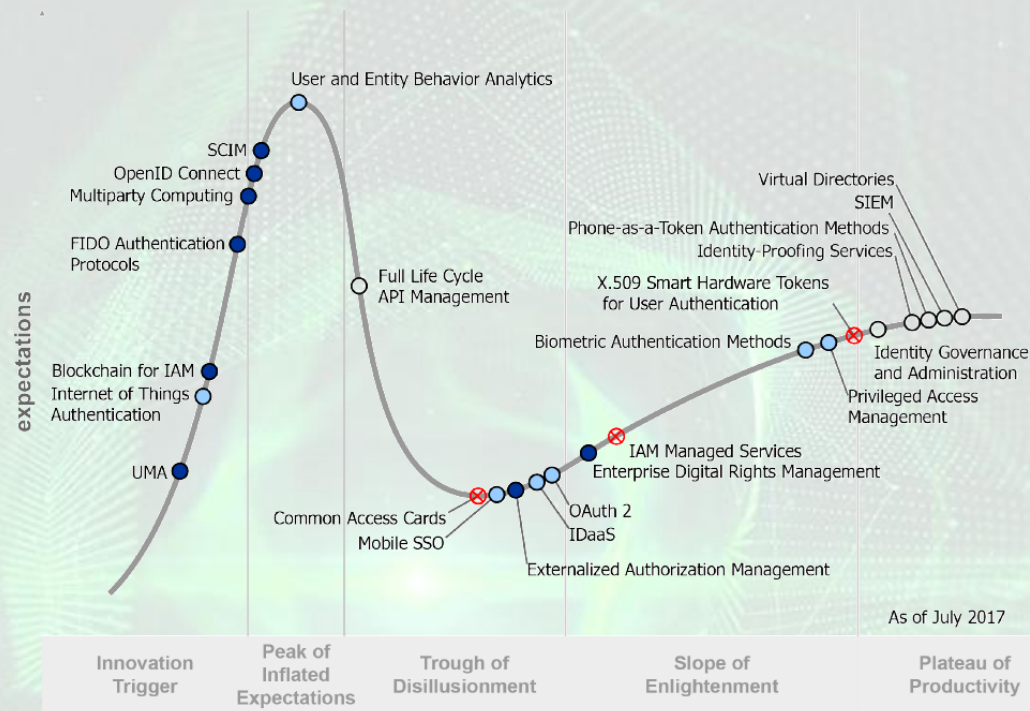 User and Entity Behavior Analytics
SCIM
OpenID Connect
Multiparty Computing
FIDO Authentication
Protocols
Blockchain for IAM
Internet of Things
Authentication
UMA
expectations
Full Life Cycle
API Management
Common Access Cards
Mobile SSO
Externalized Authorization Management
IDaaS
OAuth 2
Enterprise Digital Rights Management
IAM Managed Services
Biometric Authentication Methods
Privileged Access
Management
X.509 Smart Hardware Tokens
for User Authentication
Identity Governance
and Administration
Identity-Proofing Services
Phone-as-a-Token Authentication Methods
SIEM
Virtual Directories
As of July 2017
Innovation
Trigger
Peak of
Inflated
Expectations
Trough of
Disillusionment
Slope of
Enlightenment
Plateau of
Productivity